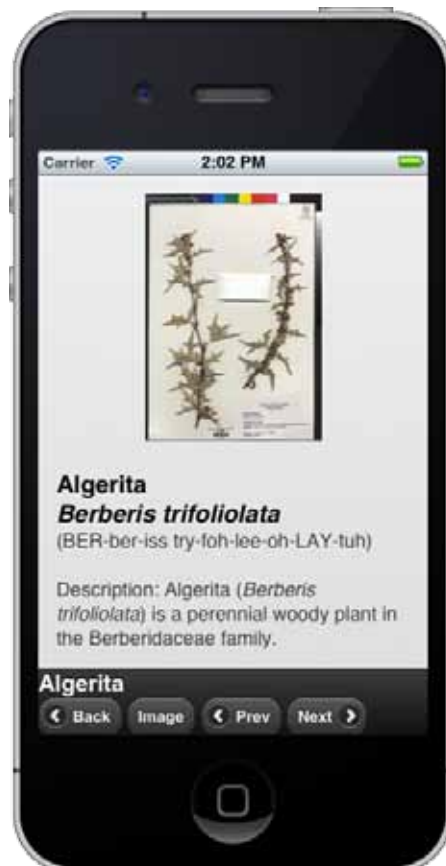 Carrier 2:02 PM
Algerita
Berberis trifoliolata
(BER-ber-iss try-foh-lee-oh-LAY-tuh)
Description: Algerita (Berberis
trifoliolata) is a perennial woody plant in
the Berberidaceae family.
Algerita
Back Image Prev Next